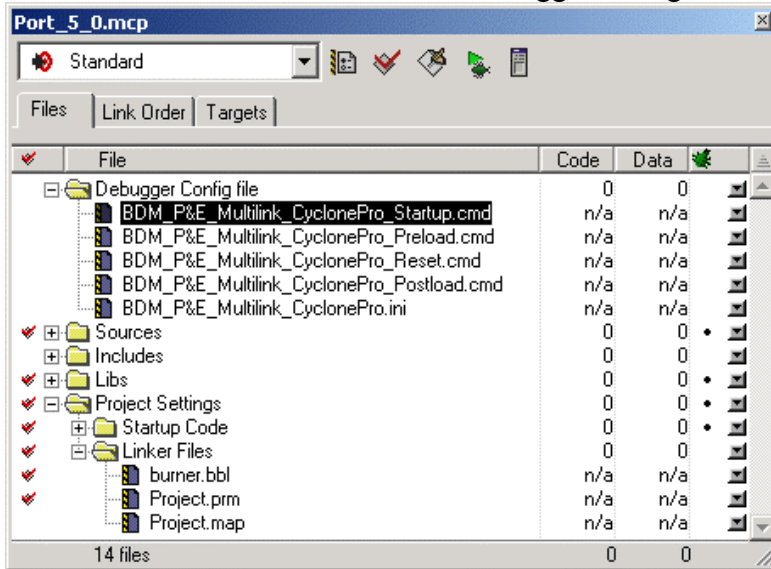 Port_5_0.mcp
Standard
Files Link Order Targets
File Code Data
Debugger Config file 0 0
BDM_P&E_Multilink_CyclonePro_Startup.cmd n/a n/a
BDM_P&E_Multilink_CyclonePro_Preload.cmd n/a n/a
BDM_P&E_Multilink_CyclonePro_Reset.cmd n/a n/a
BDM_P&E_Multilink_CyclonePro_Postload.cmd n/a n/a
BDM_P&E_Multilink_CyclonePro.ini n/a n/a
Sources 0 0
Includes 0 0
Libs 0 0
Project Settings 0 0
Startup Code 0 0
Linker Files 0 0
burner.bbl n/a n/a
Project.prm n/a n/a
Project.map n/a n/a
14 files 0 0